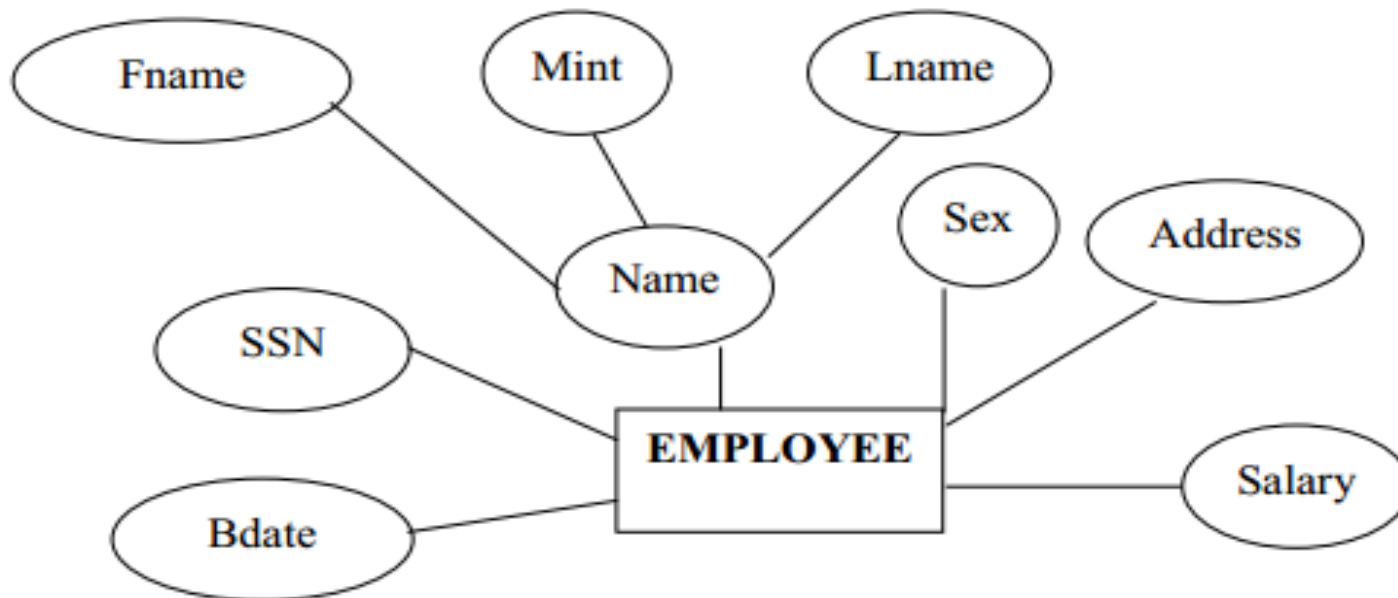 Fname
Mint
Lname
Sex
Address
Name
SSN
EMPLOYEE
Salary
Bdate